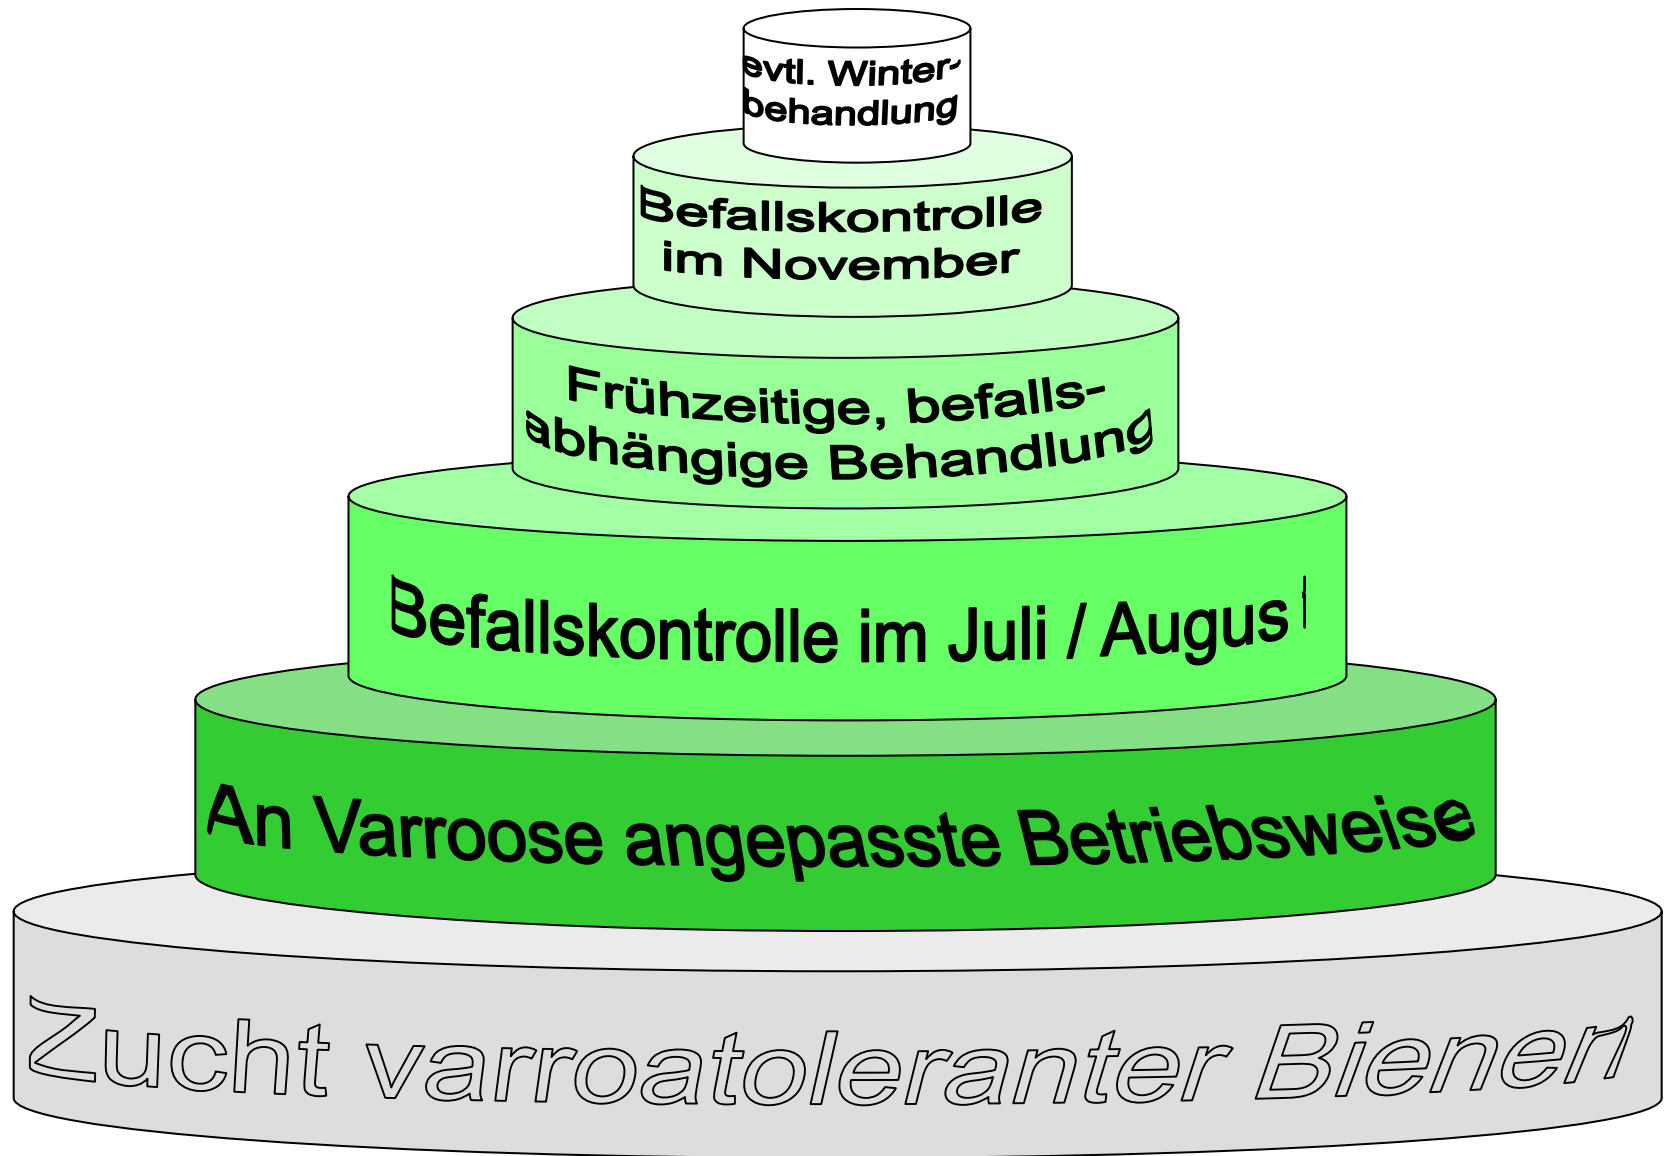 evtl. Winter-
behandlung
Befallskontrolle
im November
Frühzeitige, befalls-
abhängige Behandlung
Befallskontrolle im Juli / August
An Varroose angepasste Betriebsweise
Zucht varroatoleranter Bienen